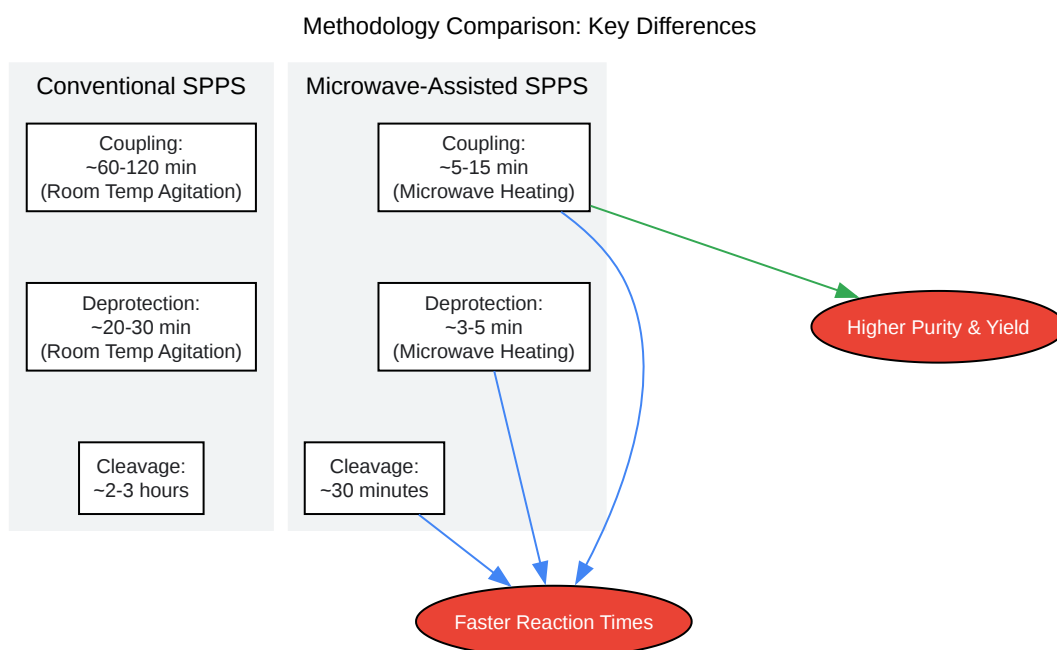 Methodology Comparison: Key Differences
Conventional SPPS
Coupling:
~60-120 min
(Room Temp Agitation)
Deprotection:
~20-30 min
(Room Temp Agitation)
Cleavage:
~2-3 hours
Microwave-Assisted SPPS
Coupling:
~5-15 min
(Microwave Heating)
Deprotection:
~3-5 min
(Microwave Heating)
Cleavage:
~30 minutes
Higher Purity & Yield
Faster Reaction Times